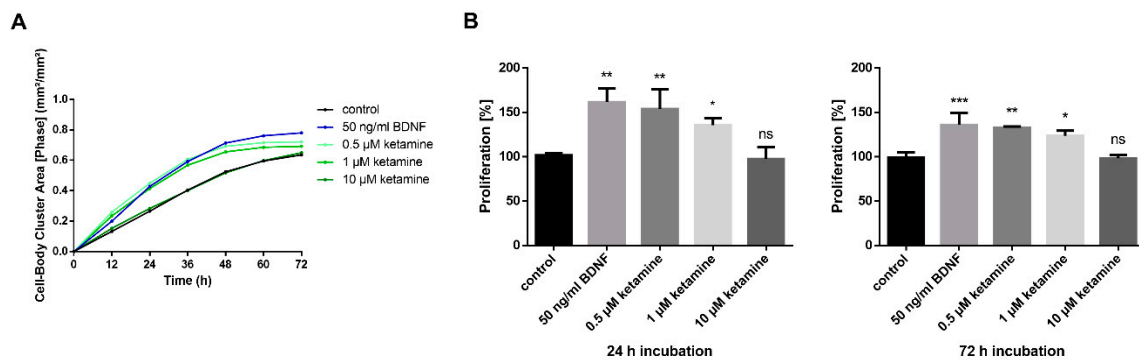 A
Cell-Body Cluster Area [Phase] (mm²/mm²)
1.0
0.8
0.6
0.4
0.2
0.0
0 12 24 36 48 60 72
Time (h)
control
50 ng/ml BDNF
0.5 µM ketamine
1 µM ketamine
10 µM ketamine
B
Proliferation [%]
200
150
100
50
0
**
**
*
ns
control
50 ng/ml BDNF
0.5 µM ketamine
1 µM ketamine
10 µM ketamine
24 h incubation
Proliferation [%]
200
150
100
50
0
***
**
*
ns
control
50 ng/ml BDNF
0.5 µM ketamine
1 µM ketamine
10 µM ketamine
72 h incubation